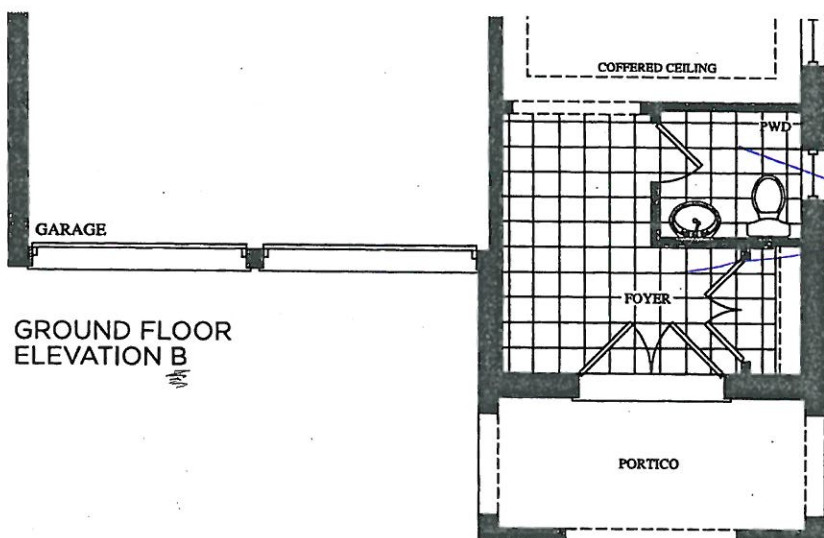 COFFERED CEILING
PWD
GARAGE
FOYER
GROUND FLOOR
ELEVATION B
PORTICO